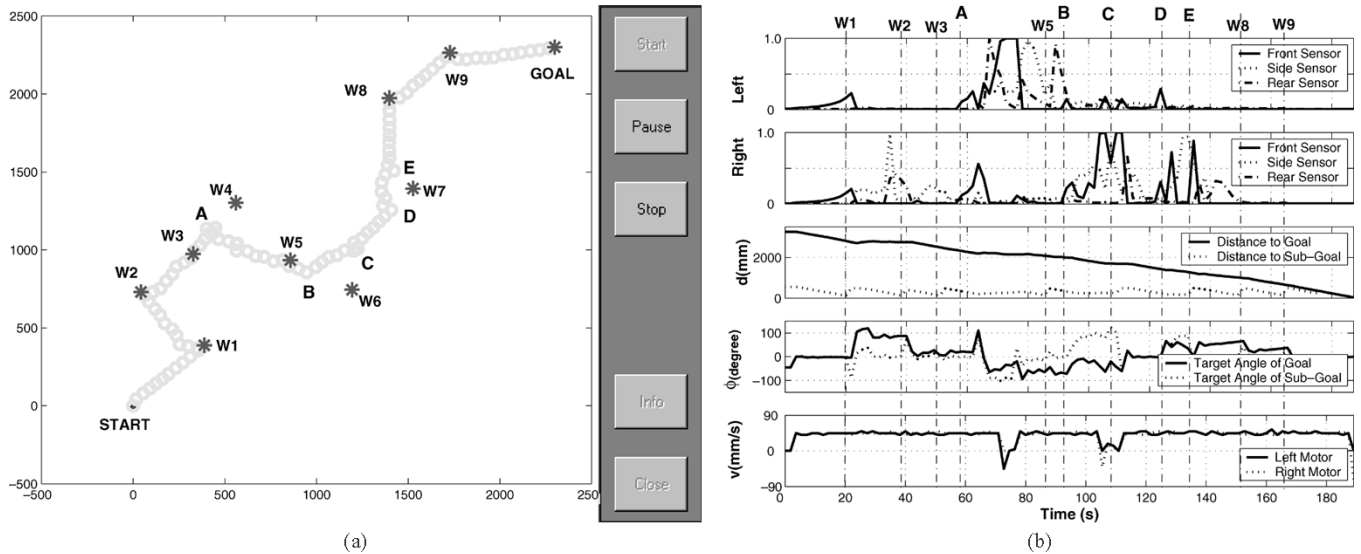 2500
2000
1500
1000
500
0
-500
-500 0 500 1000 1500 2000 250
START
GOAL
W1
W2
W3
W4
W5
W6
W7
W8
W9
A
B
C
D
E
Start
Pause
Stop
Info
Close
(a)
W1 W2 W3 A W5 B C D E W8 W9
Left
1.0
0
Front Sensor
Side Sensor
Rear Sensor
Right
1.0
0
Front Sensor
Side Sensor
Rear Sensor
d(mm)
2000
0
Distance to Goal
Distance to Sub-Goal
ϕ(degree)
100
0
-100
Target Angle of Goal
Target Angle of Sub-Goal
v(mm/s)
90
0
-90
Left Motor
Right Motor
0 20 40 60 80 100 120 140 160 180
Time (s)
(b)